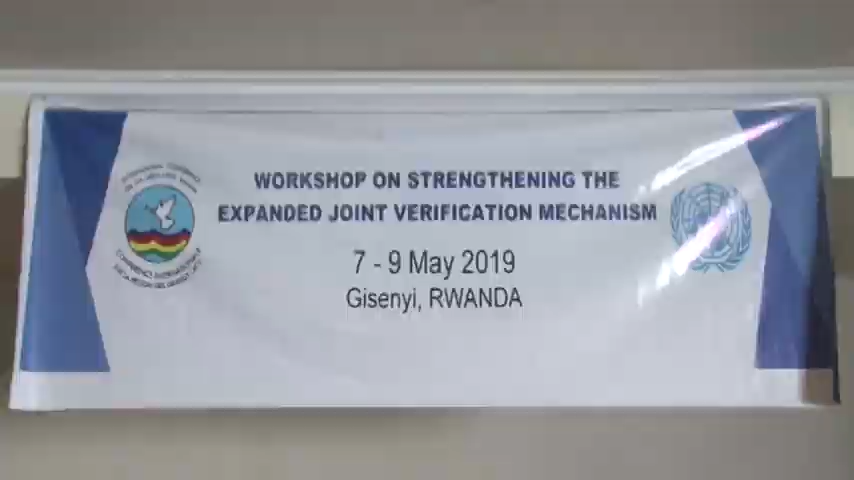 WORKSHOP ON STRENGTHENING THE
EXPANDED JOINT VERIFICATION MECHANISM
7 - 9 May 2019
Gisenyi, RWANDA